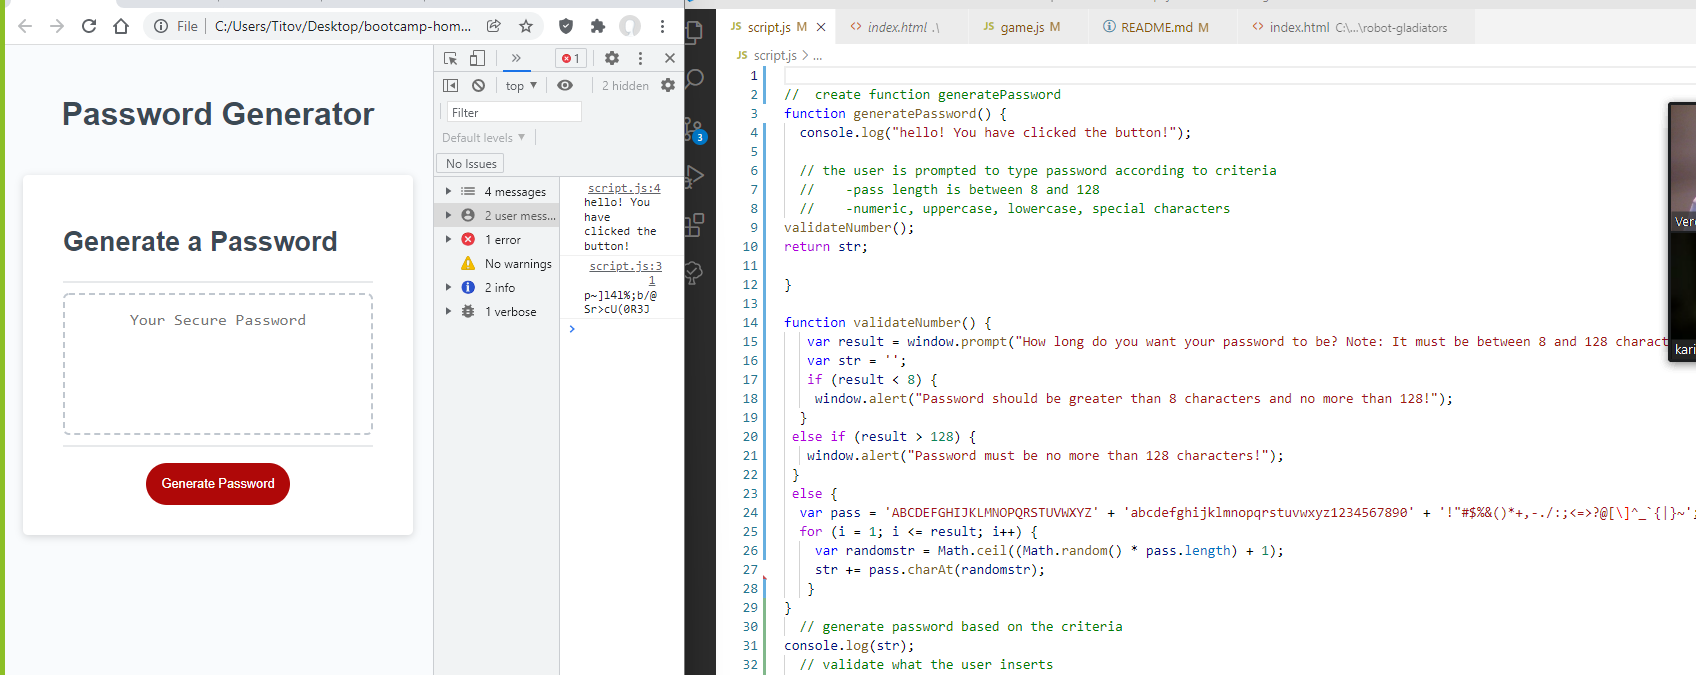 File
C:/Users/Titov/Desktop/bootcamp-hom...
Password Generator
Generate a Password
Your Secure Password
Generate Password
1
top
2 hidden
Filter
Default levels
No Issues
4 messages
2 user mess...
1 error
No warnings
2 info
1 verbose
script.js:4
hello! You
have
clicked the
button!
script.js:3
1
p~]l4l%;b/@
Sr>cU(0R3J
3
JS script.js M
<> index.html .\
JS game.js M
README.md M
<> index.html C:\...\robot-gladiators
JS script.js > ...
1
2 // create function generatePassword
3 function generatePassword() {
4 console.log("hello! You have clicked the button!");
5
6 // the user is prompted to type password according to criteria
7 // -pass length is between 8 and 128
8 // -numeric, uppercase, lowercase, special characters
9 validateNumber();
10 return str;
11
12 }
13
14 function validateNumber() {
15 var result = window.prompt("How long do you want your password to be? Note: It must be between 8 and 128 charact
16 var str = '';
17 if (result < 8) {
18 window.alert("Password should be greater than 8 characters and no more than 128!");
19 }
20 else if (result > 128) {
21 window.alert("Password must be no more than 128 characters!");
22 }
23 else {
24 var pass = 'ABCDEFGHIJKLMNOPQRSTUVWXYZ' + 'abcdefghijklmnopqrstuvwxyz1234567890' + '!"#$%&()*+,-./:;<=>?@[\]^_`{|}~';
25 for (i = 1; i <= result; i++) {
26 var randomstr = Math.ceil((Math.random() * pass.length) + 1);
27 str += pass.charAt(randomstr);
28 }
29 }
30 // generate password based on the criteria
31 console.log(str);
32 // validate what the user inserts
Ver
kari